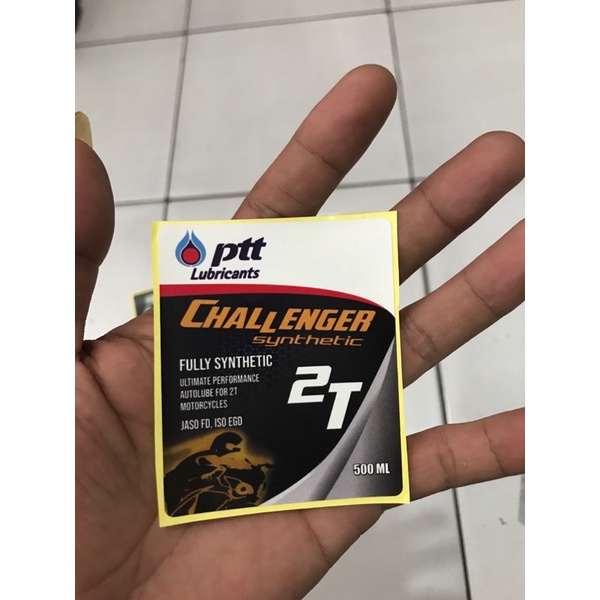 ptt
Lubricants
CHALLENGER
synthetic
FULLY SYNTHETIC
ULTIMATE PERFORMANCE
AUTOLUBE FOR 2T
MOTORCYCLES
JASO FD, ISO EGD
2T
500 ML